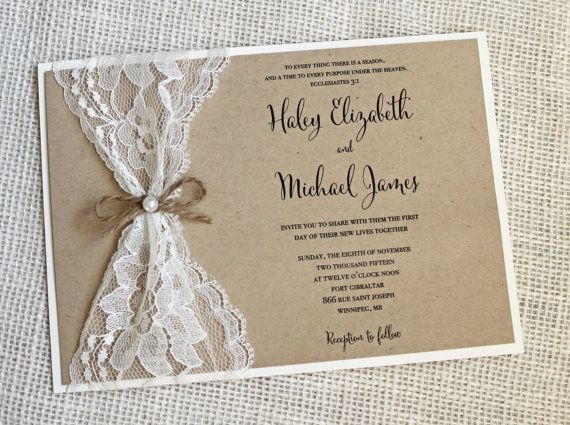 TO EVERY THING THERE IS A SEASON,
AND A TIME TO EVERY PURPOSE UNDER THE HEAVEN.
ECCLESIASTES 3:1
Haley Elizabeth
and
Michael James
INVITE YOU TO SHARE WITH THEM THE FIRST
DAY OF THEIR NEW LIVES TOGETHER
SUNDAY, THE EIGHTH OF NOVEMBER
TWO THOUSAND FIFTEEN
AT TWELVE O'CLOCK NOON
FORT GIBRALTAR
866 RUE SAINT JOSEPH
WINNIPEG, MB
Reception to follow